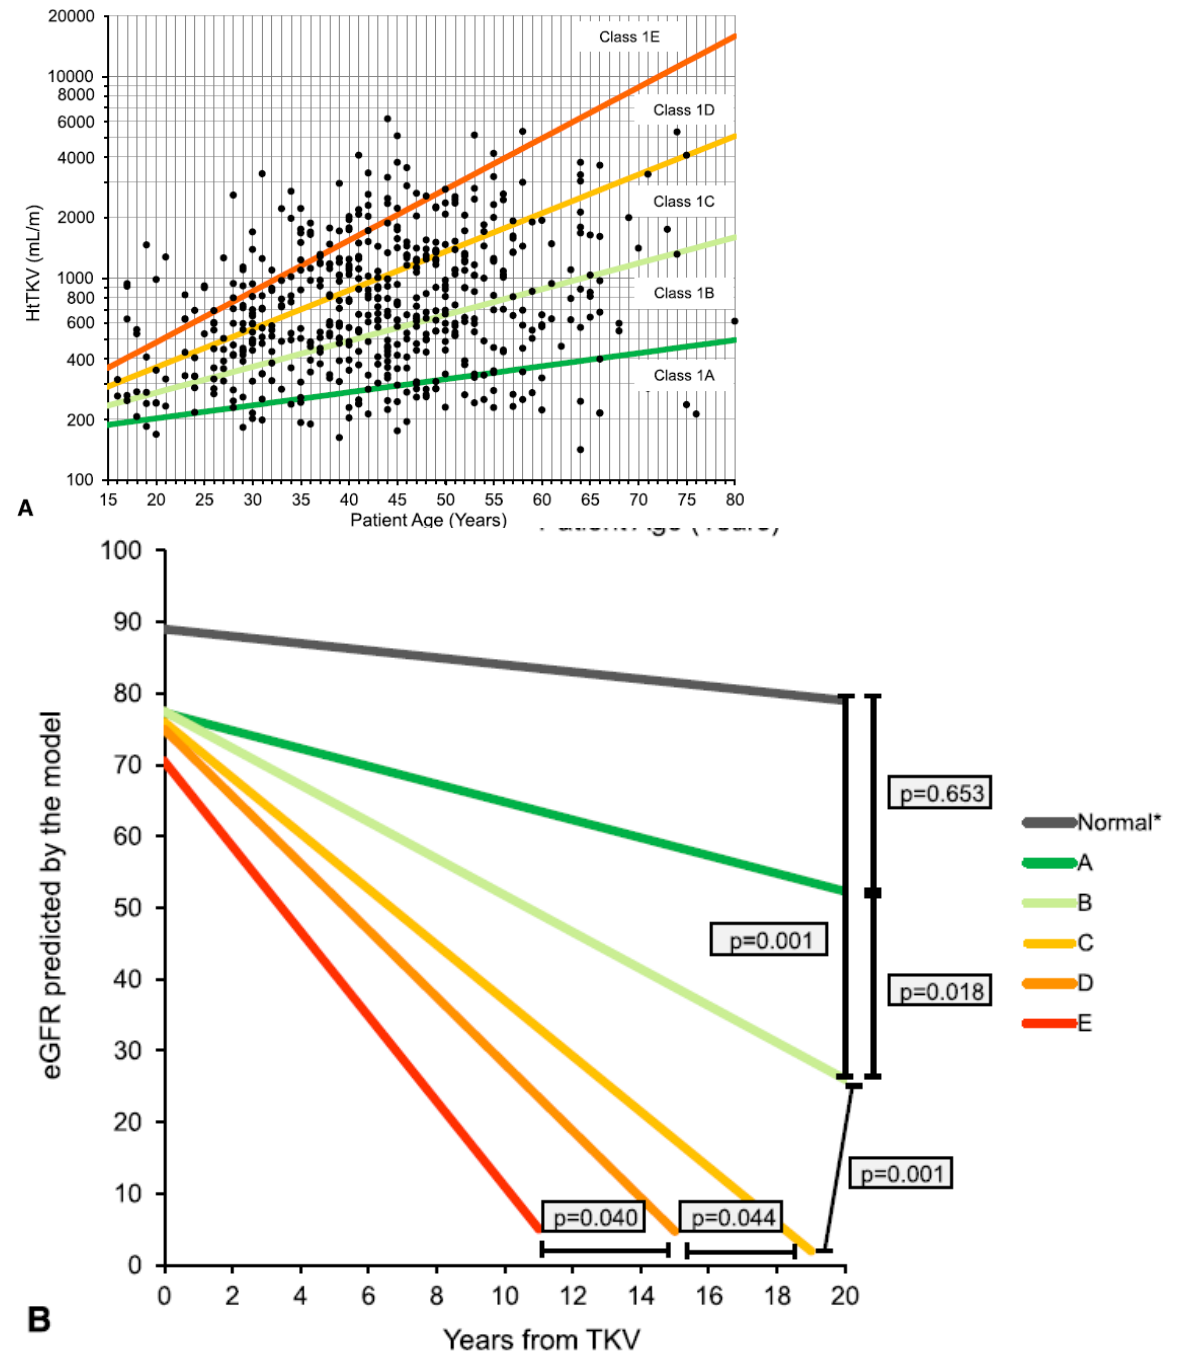 20000
Class 1E
10000
8000
Class 1D
6000
4000
Class 1C
2000
1000
Class 1B
800
600
400
Class 1A
200
100
HtTKV (mL/m)
15 20 25 30 35 40 45 50 55 60 65 70 75 80
Patient Age (Years)
A
Patient Age (Years)
100
90
80
70
60
50
40
30
20
10
0
eGFR predicted by the model
p=0.653
p=0.001
p=0.018
p=0.001
p=0.040
p=0.044
Normal*
A
B
C
D
E
0 2 4 6 8 10 12 14 16 18 20
Years from TKV
B